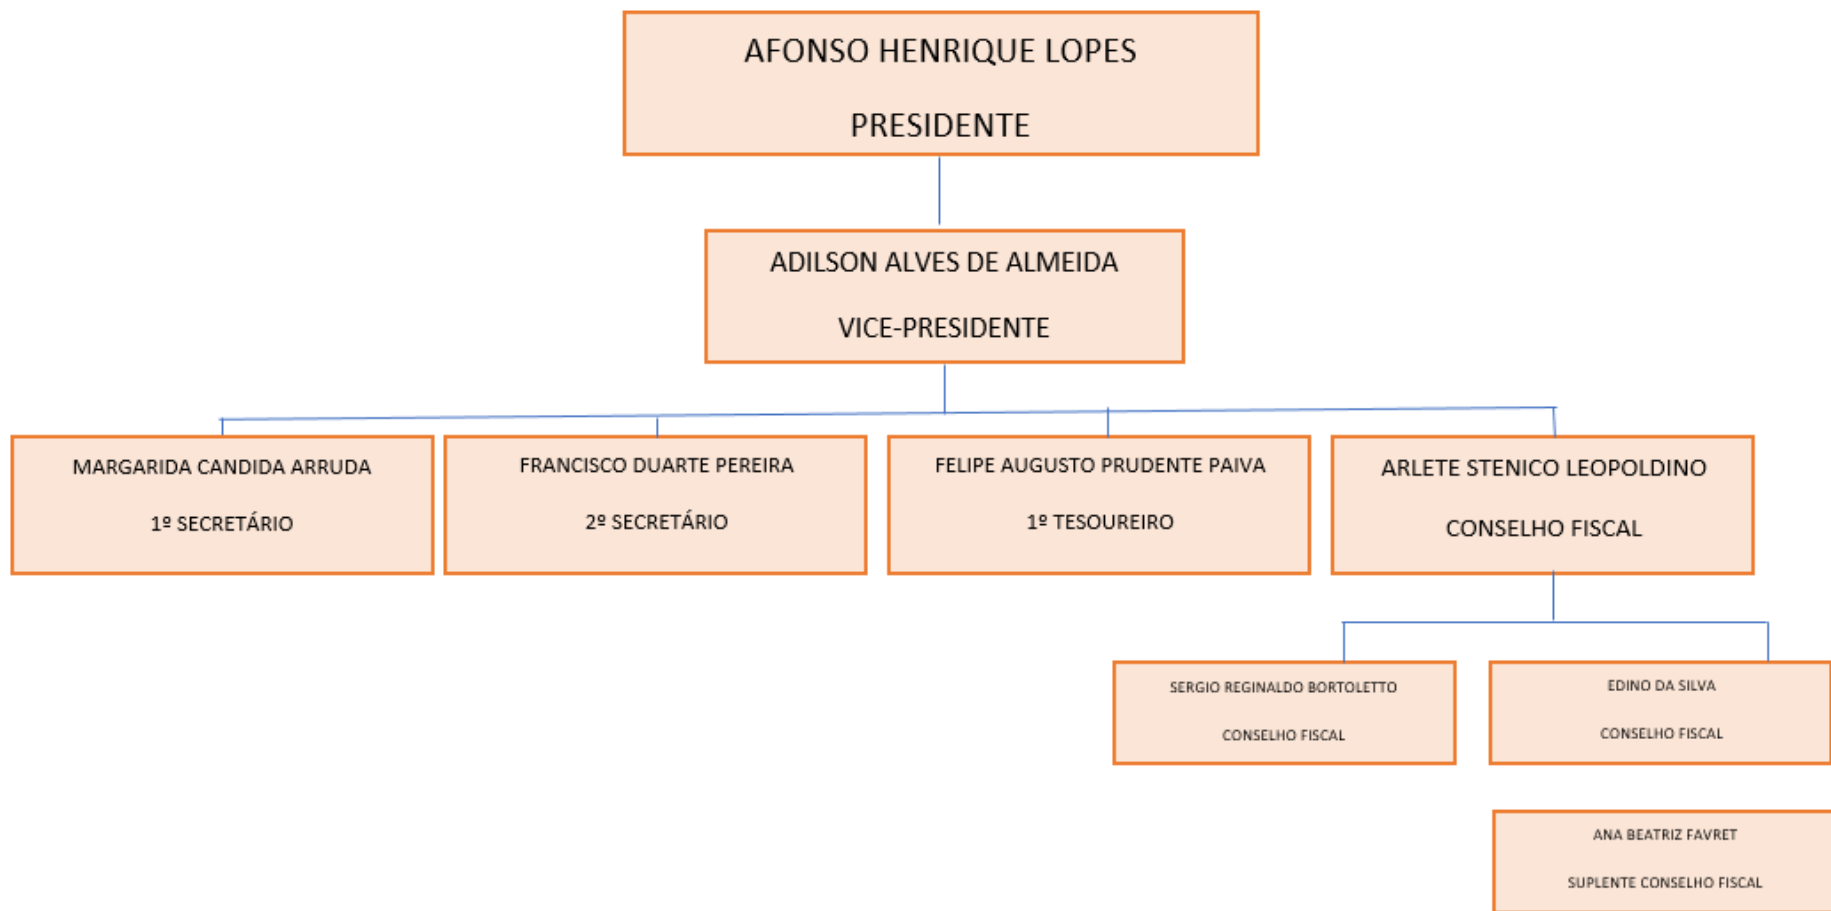 AFONSO HENRIQUE LOPES
PRESIDENTE
ADILSON ALVES DE ALMEIDA
VICE-PRESIDENTE
MARGARIDA CANDIDA ARRUDA
1º SECRETÁRIO
FRANCISCO DUARTE PEREIRA
2º SECRETÁRIO
FELIPE AUGUSTO PRUDENTE PAIVA
1º TESOUREIRO
ARLETE STENICO LEOPOLDINO
CONSELHO FISCAL
SERGIO REGINALDO BORTOLETTO
CONSELHO FISCAL
EDINO DA SILVA
CONSELHO FISCAL
ANA BEATRIZ FAVRET
SUPLENTE CONSELHO FISCAL